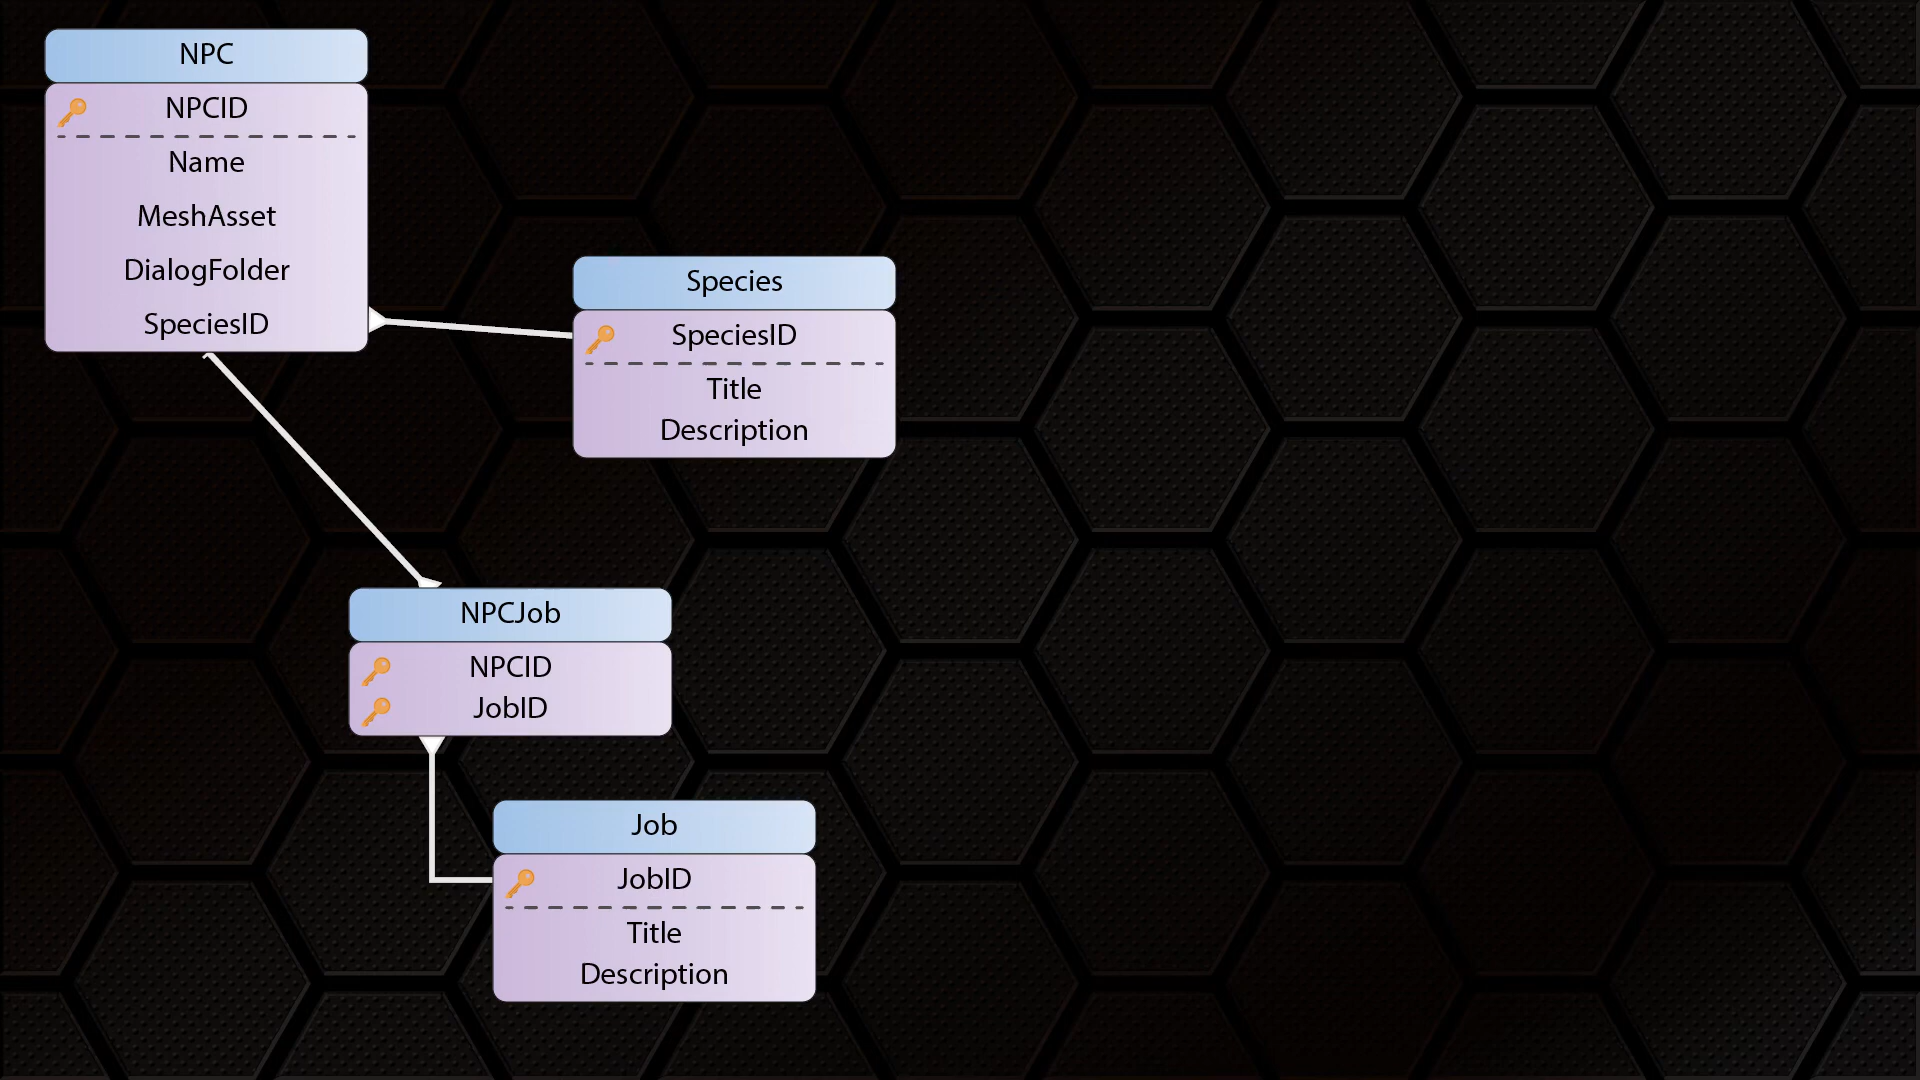 NPC
NPCID
Name
MeshAsset
DialogFolder
SpeciesID
Species
SpeciesID
Title
Description
NPCJob
NPCID
JobID
Job
JobID
Title
Description